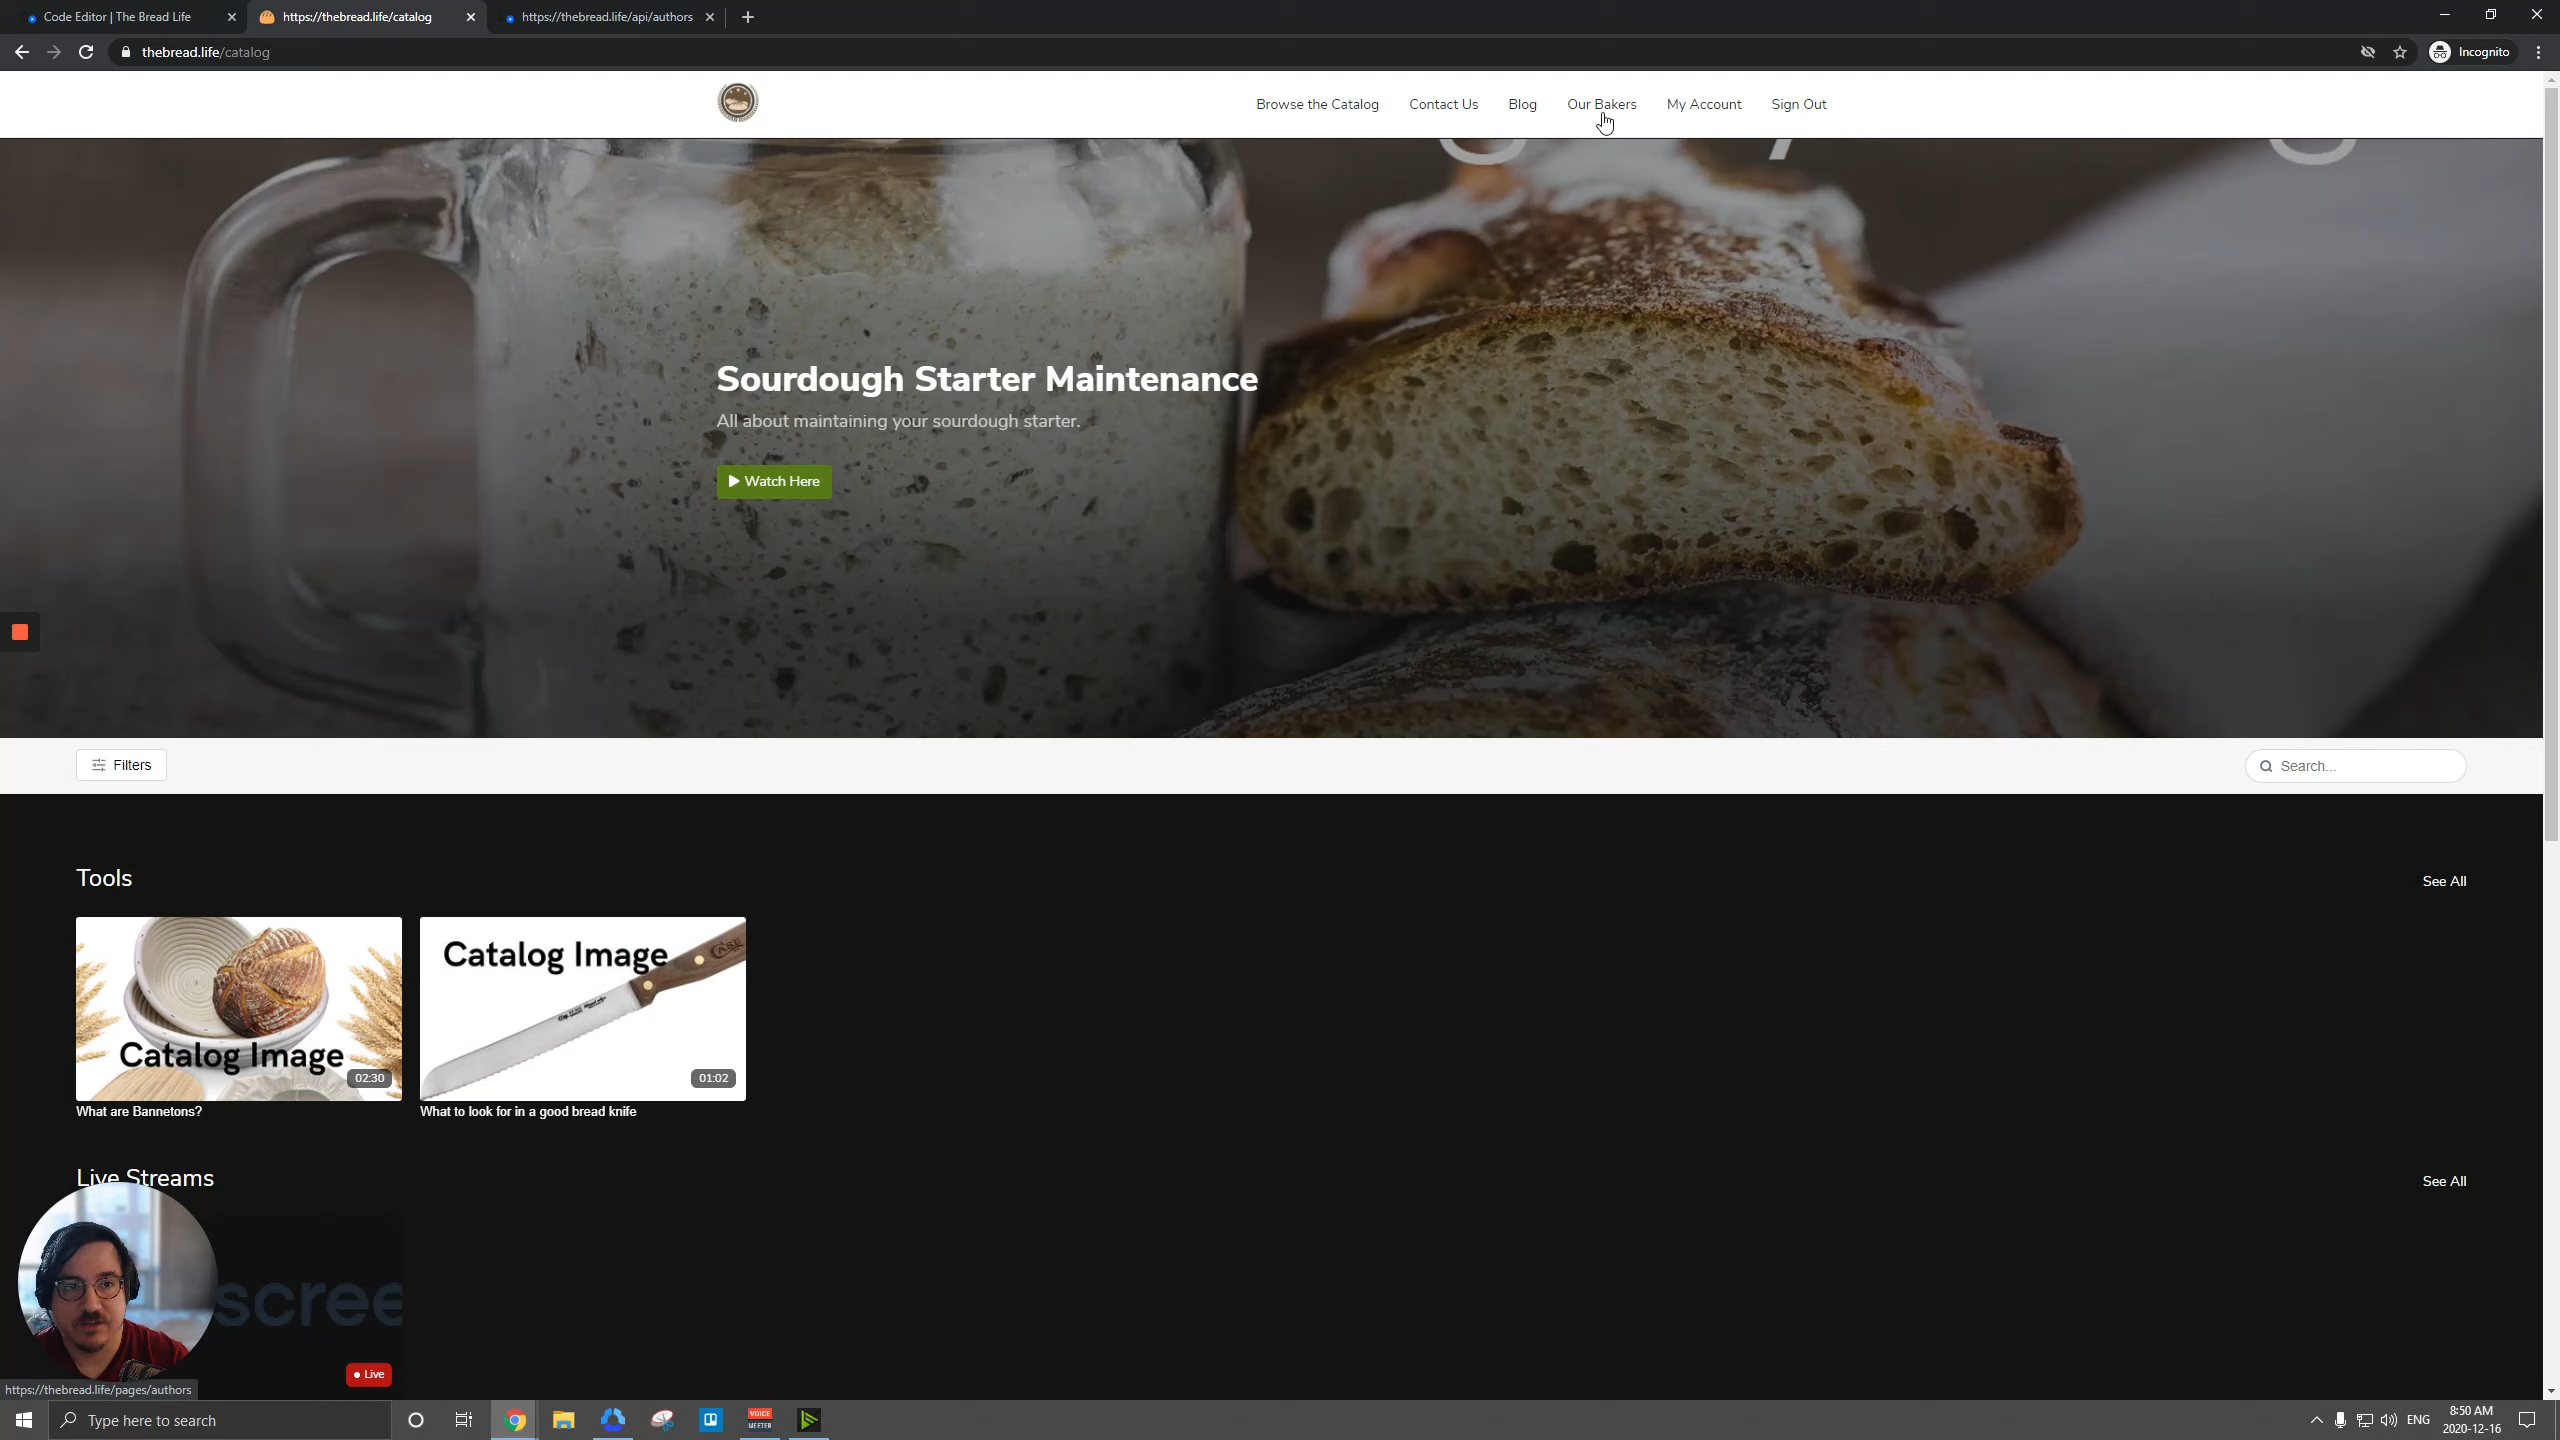 Code Editor | The Bread Life
https://thebread.life/catalog
https://thebread.life/api/authors
thebread.life/catalog
Incognito
Browse the Catalog
Contact Us
Blog
Our Bakers
My Account
Sign Out
Sourdough Starter Maintenance
All about maintaining your sourdough starter.
Watch Here
Filters
Search...
Tools
See All
Catalog Image
02:30
Catalog Image
CASE
01:02
What are Bannetons?
What to look for in a good bread knife
Live Streams
See All
scree
Live
https://thebread.life/pages/authors
Type here to search
VOICE
MEETER
ENG
8:50 AM
2020-12-16